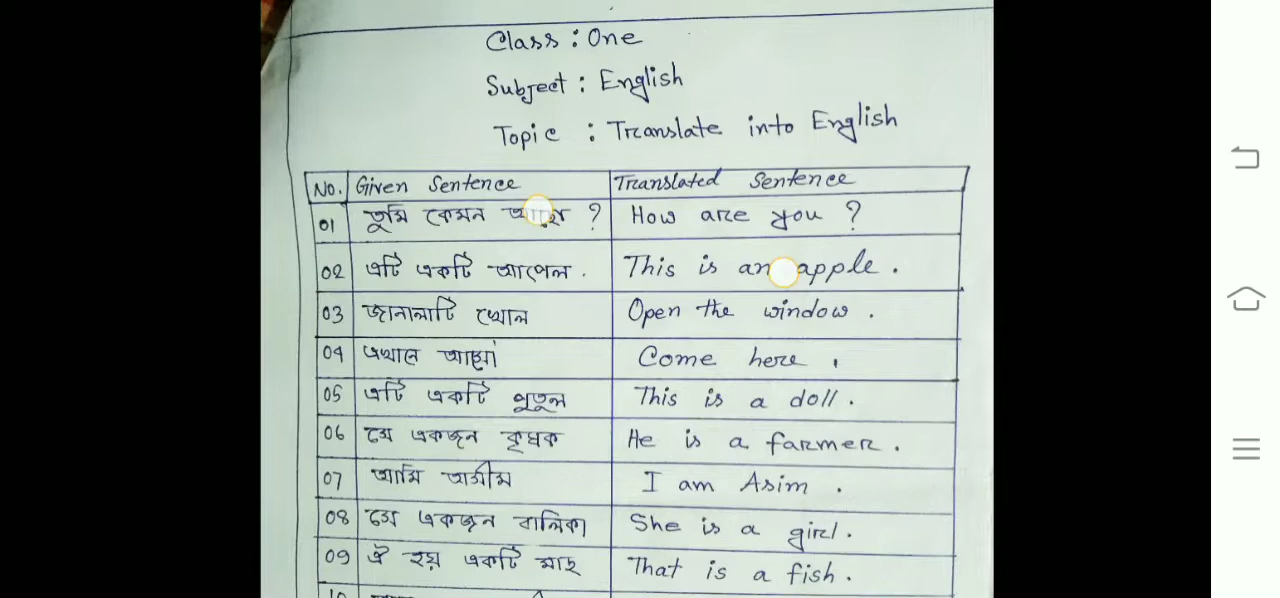 Class : One
Subject : English
Topic : Translate into English
No. Given Sentence Translated Sentence
01 তুমি কেমন আছ ? How are you ?
02 এটি একটি আপেল . This is an apple .
03 জানালাটি খোল Open the window .
04 এখানে আসো Come here .
05 এটি একটি পুতুল This is a doll .
06 সে একজন কৃষক He is a farmer .
07 আমি অসীম I am Asim .
08 সে একজন বালিকা She is a girl .
09 ঐ হয় একটি মাছ That is a fish .
10